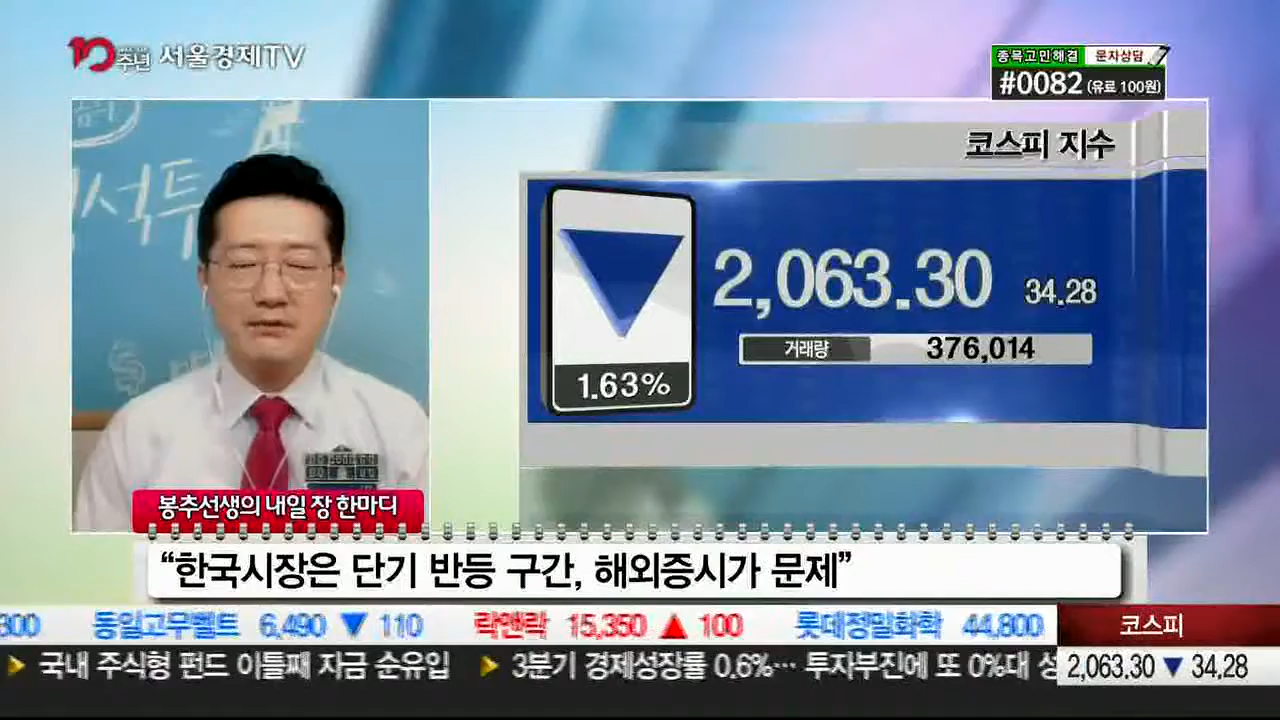 10주년 서울경제TV
종목고민해결 문자상담
#0082 (유료 100원)
석투
코스피 지수
2,063.30 34.28
거래량 376,014
1.63%
봉추선생의 내일 장 한마디
“한국시장은 단기 반등 구간, 해외증시가 문제”
300 동일고무벨트 6,490 ▼ 110 락앤락 15,350 ▲ 100 롯데정밀화학 44,800
코스피
국내 주식형 펀드 이틀째 자금 순유입 3분기 경제성장률 0.6%… 투자부진에 또 0%대 성
2,063.30 ▼ 34.28